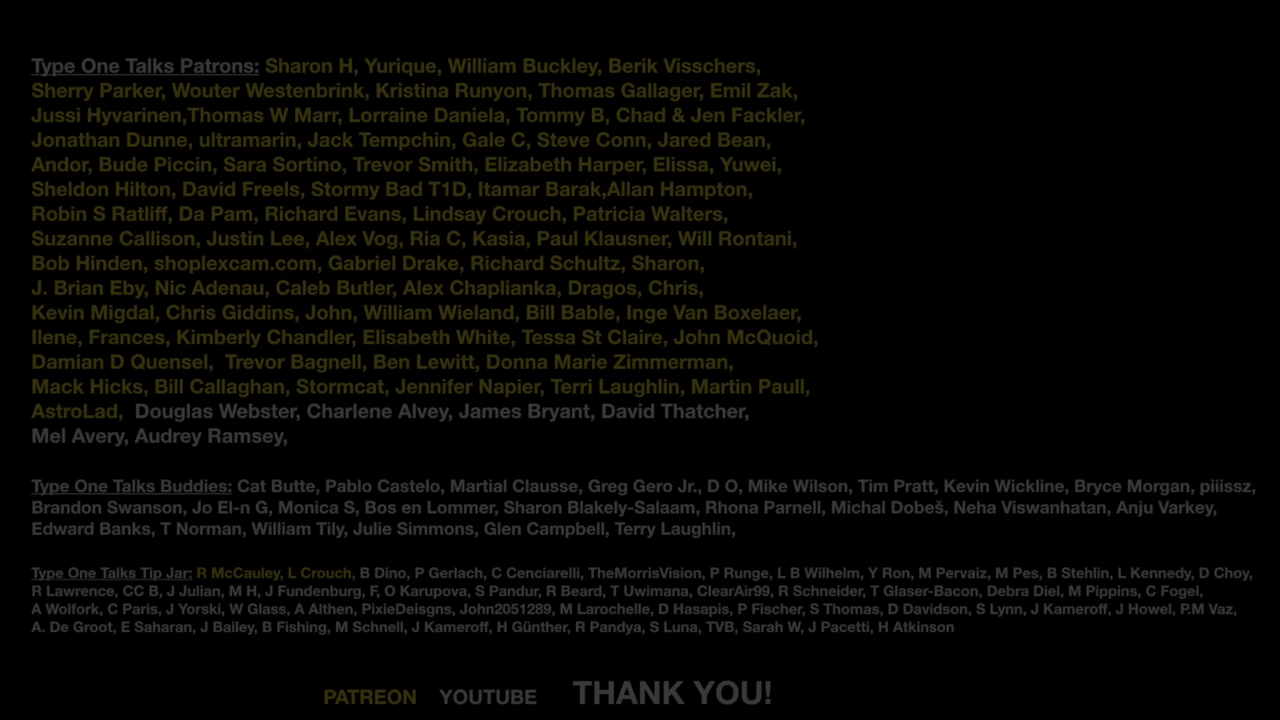 Type One Talks Patrons: Sharon H, Yurique, William Buckley, Berik Visschers,
Sherry Parker, Wouter Westenbrink, Kristina Runyon, Thomas Gallager, Emil Zak,
Jussi Hyvarinen,Thomas W Marr, Lorraine Daniela, Tommy B, Chad & Jen Fackler,
Jonathan Dunne, ultramarin, Jack Tempchin, Gale C, Steve Conn, Jared Bean,
Andor, Bude Piccin, Sara Sortino, Trevor Smith, Elizabeth Harper, Elissa, Yuwei,
Sheldon Hilton, David Freels, Stormy Bad T1D, Itamar Barak,Allan Hampton,
Robin S Ratliff, Da Pam, Richard Evans, Lindsay Crouch, Patricia Walters,
Suzanne Callison, Justin Lee, Alex Vog, Ria C, Kasia, Paul Klausner, Will Rontani,
Bob Hinden, shoplexcam.com, Gabriel Drake, Richard Schultz, Sharon,
J. Brian Eby, Nic Adenau, Caleb Butler, Alex Chaplianka, Dragos, Chris,
Kevin Migdal, Chris Giddins, John, William Wieland, Bill Bable, Inge Van Boxelaer,
Ilene, Frances, Kimberly Chandler, Elisabeth White, Tessa St Claire, John McQuoid,
Damian D Quensel, Trevor Bagnell, Ben Lewitt, Donna Marie Zimmerman,
Mack Hicks, Bill Callaghan, Stormcat, Jennifer Napier, Terri Laughlin, Martin Paull,
AstroLad, Douglas Webster, Charlene Alvey, James Bryant, David Thatcher,
Mel Avery, Audrey Ramsey,
Type One Talks Buddies: Cat Butte, Pablo Castelo, Martial Clausse, Greg Gero Jr., D O, Mike Wilson, Tim Pratt, Kevin Wickline, Bryce Morgan, piiissz,
Brandon Swanson, Jo El-n G, Monica S, Bos en Lommer, Sharon Blakely-Salaam, Rhona Parnell, Michal Dobeš, Neha Viswanhatan, Anju Varkey,
Edward Banks, T Norman, William Tily, Julie Simmons, Glen Campbell, Terry Laughlin,
Type One Talks Tip Jar: R McCauley, L Crouch, B Dino, P Gerlach, C Cenciarelli, TheMorrisVision, P Runge, L B Wilhelm, Y Ron, M Pervaiz, M Pes, B Stehlin, L Kennedy, D Choy,
R Lawrence, CC B, J Julian, M H, J Fundenburg, F, O Karupova, S Pandur, R Beard, T Uwimana, ClearAir99, R Schneider, T Glaser-Bacon, Debra Diel, M Pippins, C Fogel,
A Wolfork, C Paris, J Yorski, W Glass, A Althen, PixieDeisgns, John2051289, M Larochelle, D Hasapis, P Fischer, S Thomas, D Davidson, S Lynn, J Kameroff, J Howel, P.M Vaz,
A. De Groot, E Saharan, J Bailey, B Fishing, M Schnell, J Kameroff, H Günther, R Pandya, S Luna, TVB, Sarah W, J Pacetti, H Atkinson
PATREON YOUTUBE THANK YOU!